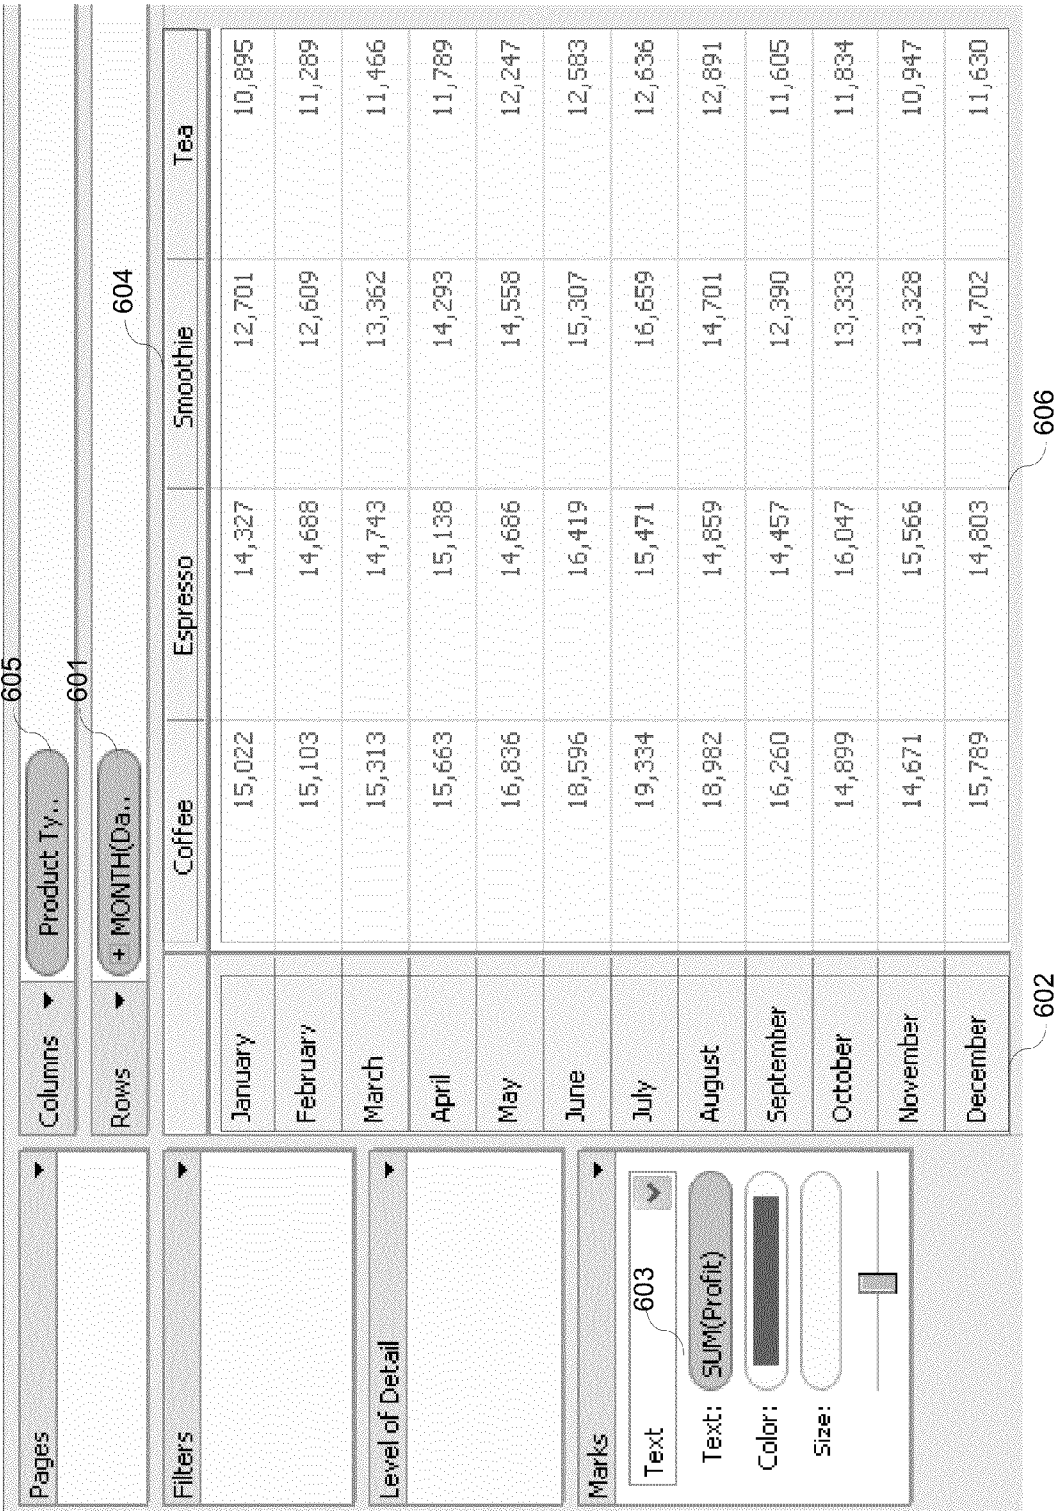 605
Pages
Columns Product Ty..
601
Rows + MONTH(Da..
604
Filters
Coffee Espresso Smoothie Tea
January 15,022 14,327 12,701 10,895
February 15,103 14,688 12,609 11,289
March 15,313 14,743 13,362 11,466
Level of Detail
April 15,663 15,138 14,293 11,789
May 16,836 14,686 14,558 12,247
June 18,596 16,419 15,307 12,583
July 19,334 15,471 16,659 12,636
August 18,982 14,859 14,701 12,891
September 16,260 14,457 12,390 11,605
October 14,899 16,047 13,333 11,834
November 14,671 15,566 13,328 10,947
December 15,789 14,803 14,702 11,630
Marks
Text
603
Text: SUM(Profit)
Color:
Size:
602
606